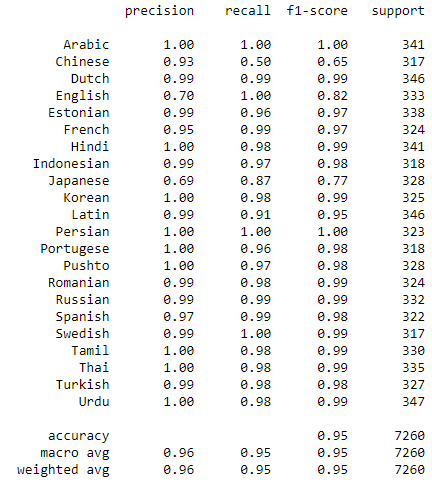 precision recall f1-score support
Arabic 1.00 1.00 1.00 341
Chinese 0.93 0.50 0.65 317
Dutch 0.99 0.99 0.99 346
English 0.70 1.00 0.82 333
Estonian 0.99 0.96 0.97 338
French 0.95 0.99 0.97 324
Hindi 1.00 0.98 0.99 341
Indonesian 0.99 0.97 0.98 318
Japanese 0.69 0.87 0.77 328
Korean 1.00 0.98 0.99 325
Latin 0.99 0.91 0.95 346
Persian 1.00 1.00 1.00 323
Portugese 1.00 0.96 0.98 318
Pushto 1.00 0.97 0.98 328
Romanian 0.99 0.98 0.99 324
Russian 0.99 0.99 0.99 332
Spanish 0.97 0.99 0.98 322
Swedish 0.99 1.00 0.99 317
Tamil 1.00 0.98 0.99 330
Thai 1.00 0.98 0.99 335
Turkish 0.99 0.98 0.98 327
Urdu 1.00 0.98 0.99 347
accuracy 0.95 7260
macro avg 0.96 0.95 0.95 7260
weighted avg 0.96 0.95 0.95 7260